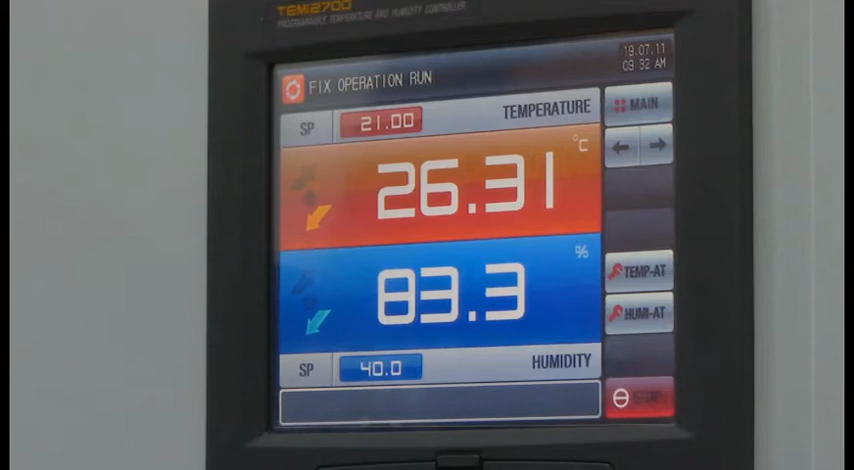 TEMI2700
PROGRAMMABLE TEMPERATURE AND HUMIDITY CONTROLLER
FIX OPERATION RUN
19.07.11
09:32 AM
SP 21.00 TEMPERATURE
MAIN
℃
26.31
%
83.3
TEMP-AT
HUMI-AT
SP 40.0 HUMIDITY